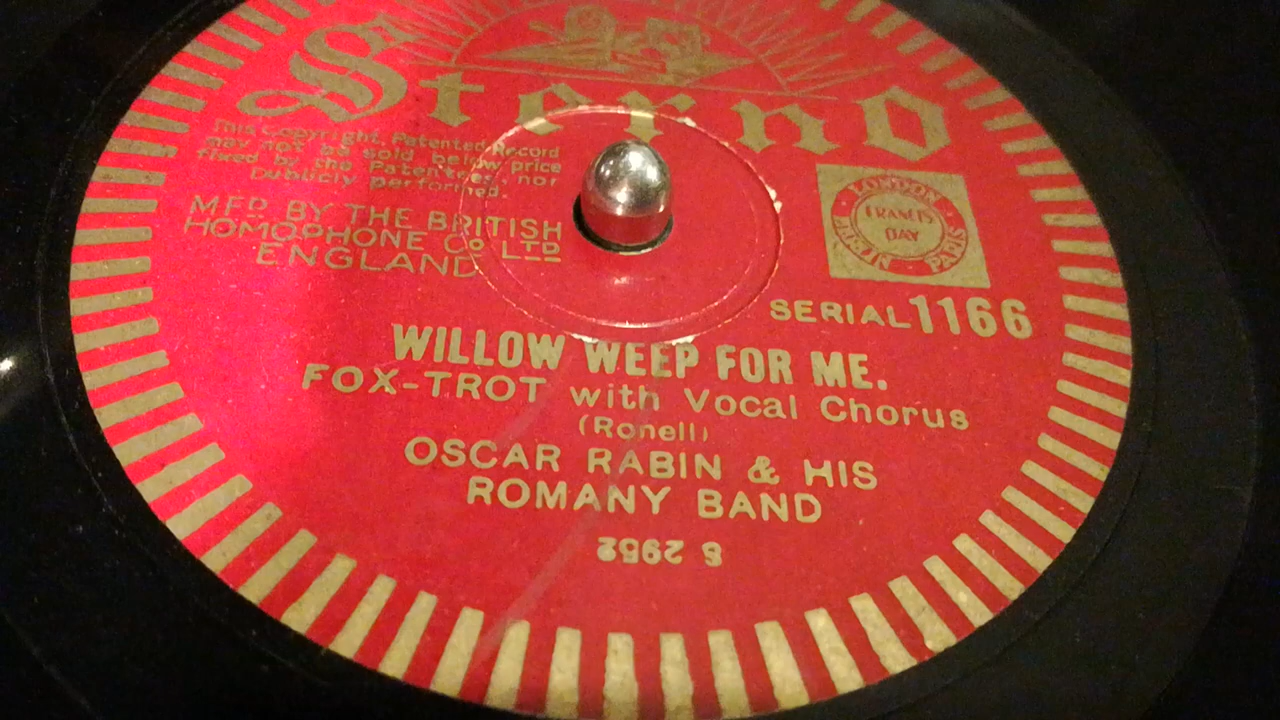 Sterno
This Copyright, Patented Record
may not be sold below price
fixed by the Patentees, nor
Publicly performed.
MFD BY THE BRITISH
HOMOPHONE Co LTD
ENGLAND
LONDON
FRANCIS
DAY
PARIS
SERIAL 1166
WILLOW WEEP FOR ME.
FOX-TROT with Vocal Chorus
(Ronell)
OSCAR RABIN & HIS
ROMANY BAND
S 2952